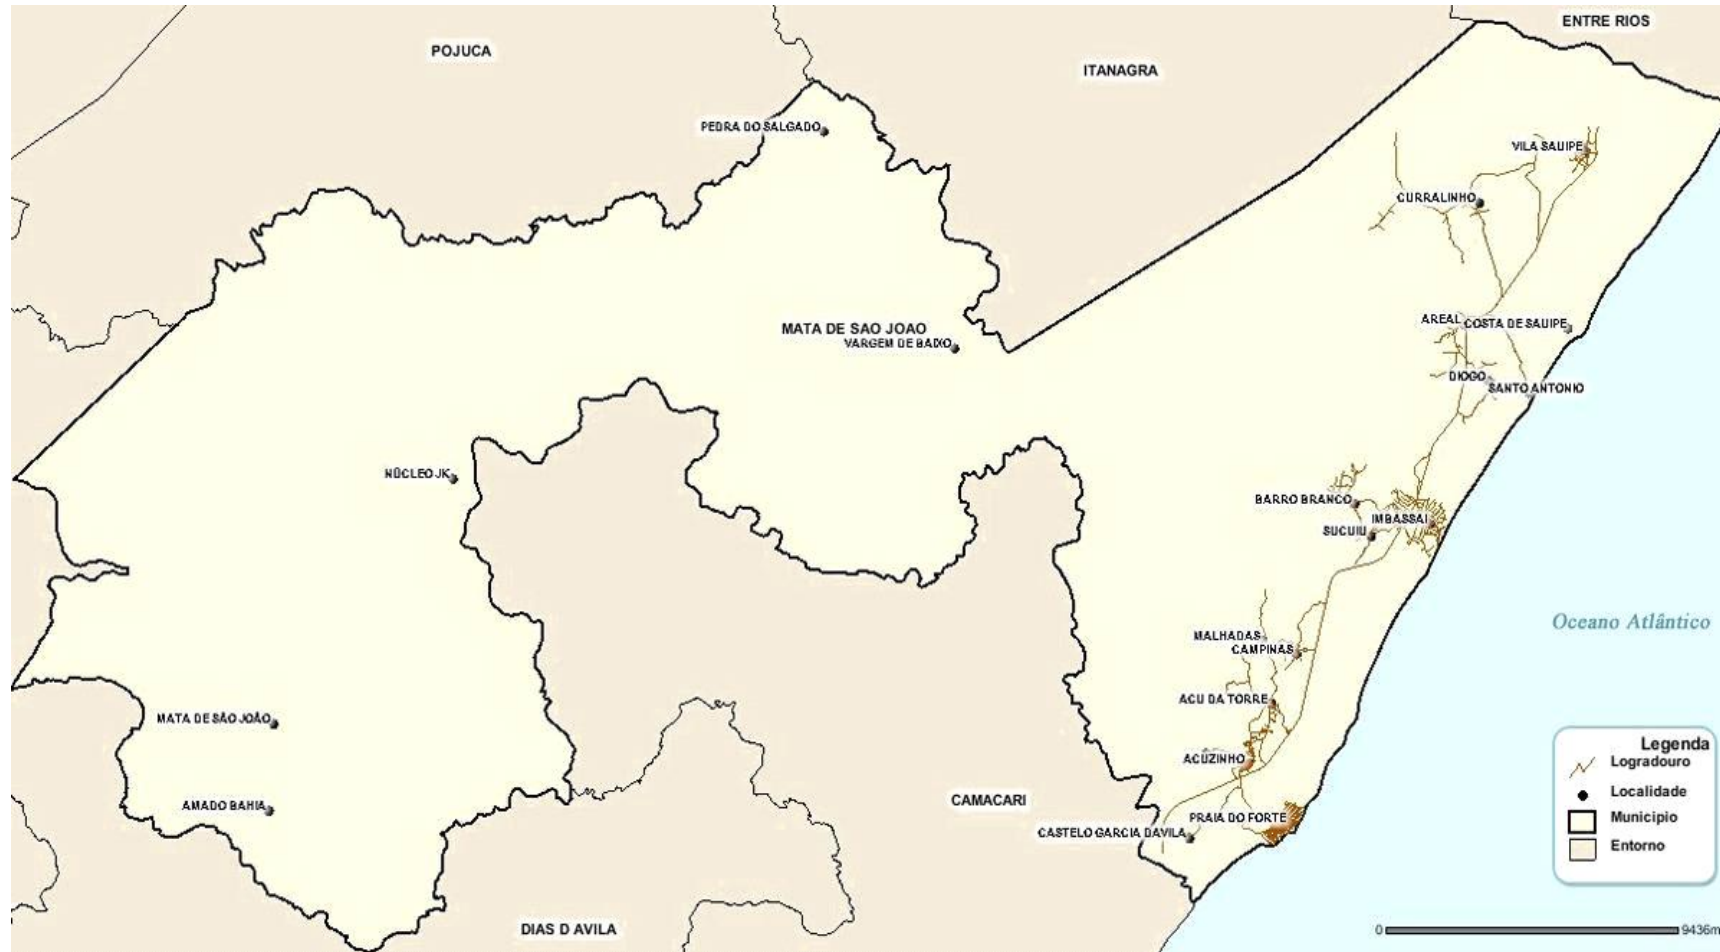 ENTRE RIOS
POJUCA
ITANAGRA
PEDRA DO SALGADO
VILA SAUIPE
CURRALINHO
AREAL
COSTA DE SAUIPE
MATA DE SAO JOAO
VARGEM DE BAIXO
DIOGO
SANTO ANTONIO
NÚCLEO JK
BARRO BRANCO
IMBASSAI
SUCUIU
Oceano Atlântico
MALHADAS
CAMPINAS
ACU DA TORRE
MATA DE SÃO JOÃO
ACUZINHO
AMADO BAHIA
CAMACARI
PRAIA DO FORTE
CASTELO GARCIA DAVILA
DIAS D AVILA
Legenda
Logradouro
Localidade
Municipio
Entorno
0 9436m